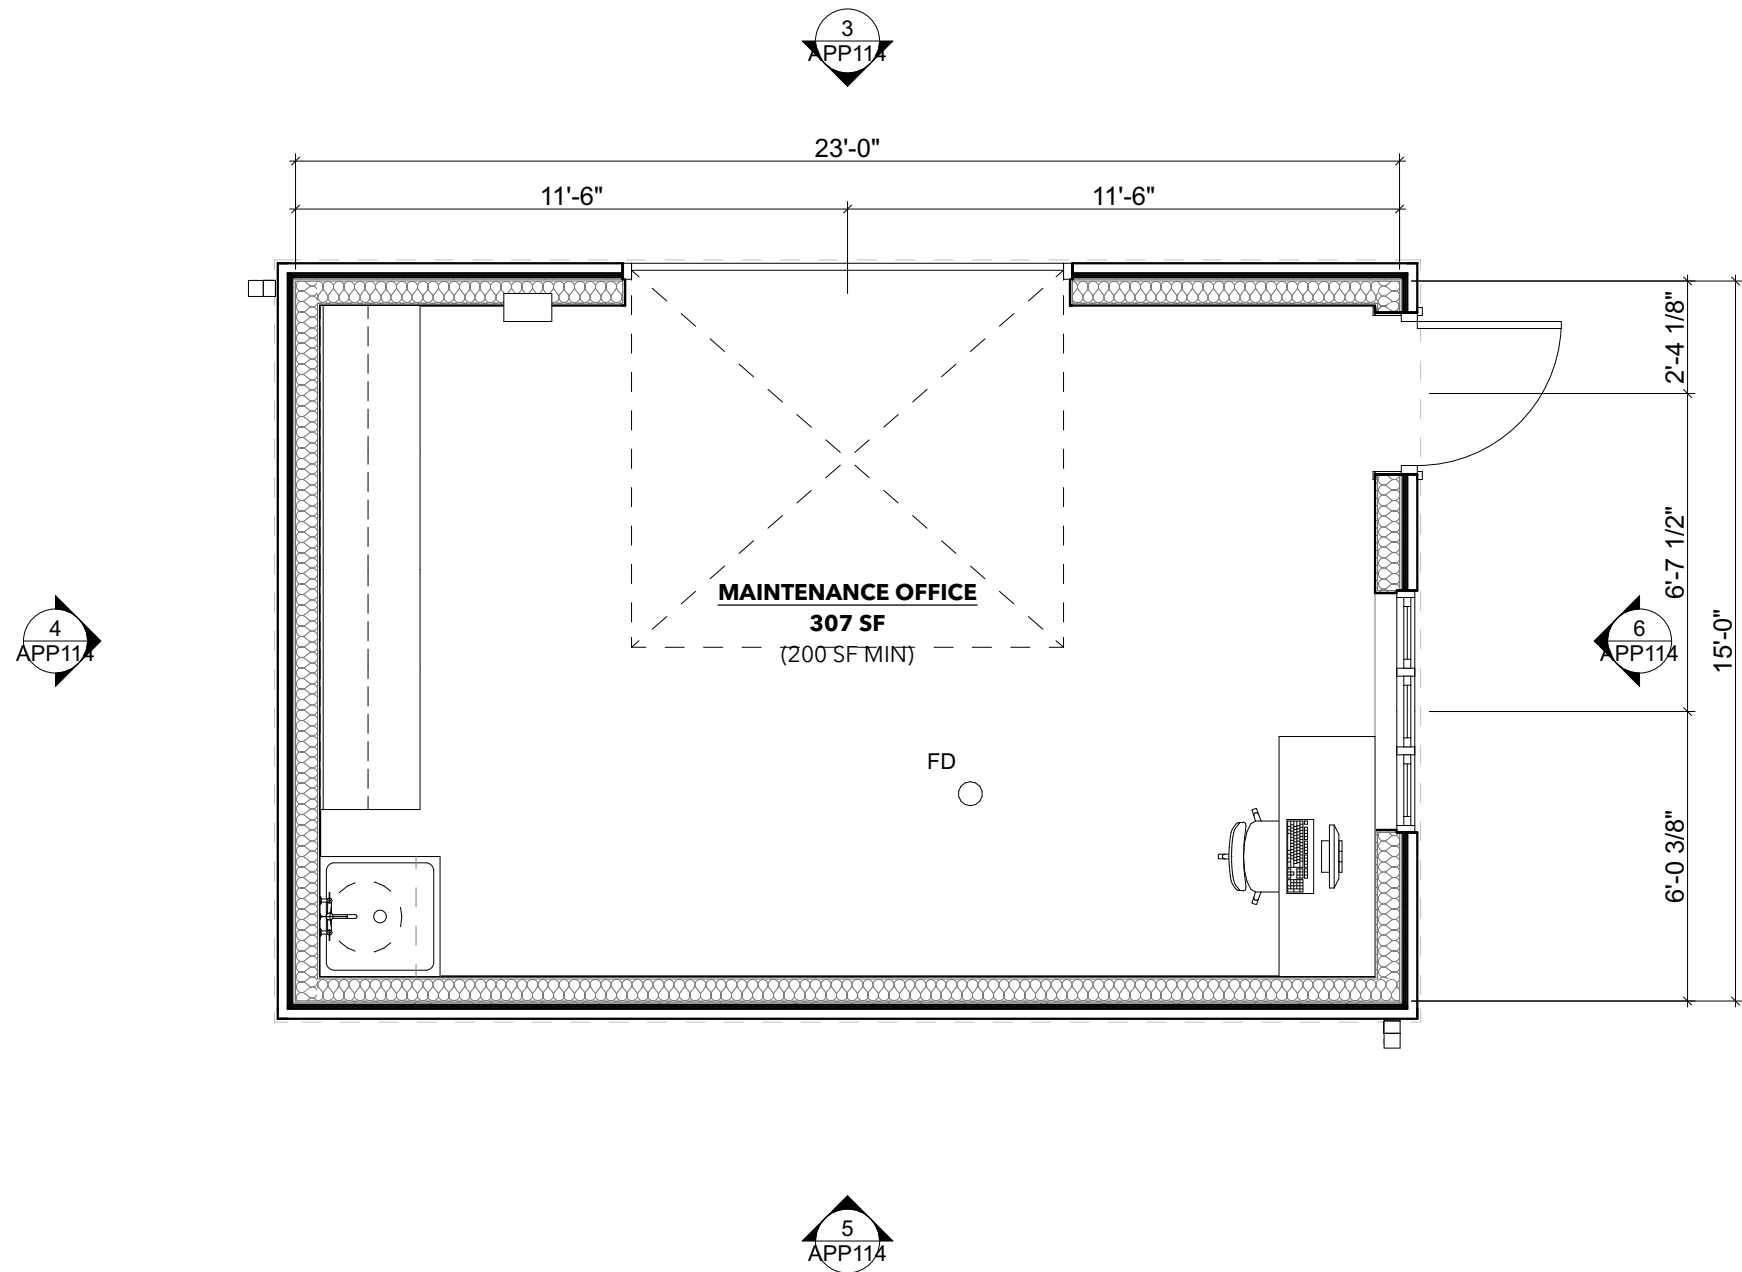 3
APP114
23'-0"
11'-6"
11'-6"
2'-4 1/8"
6'-7 1/2"
15'-0"
6'-0 3/8"
MAINTENANCE OFFICE
307 SF
(200 SF MIN)
4
APP114
6
APP114
FD
5
APP114